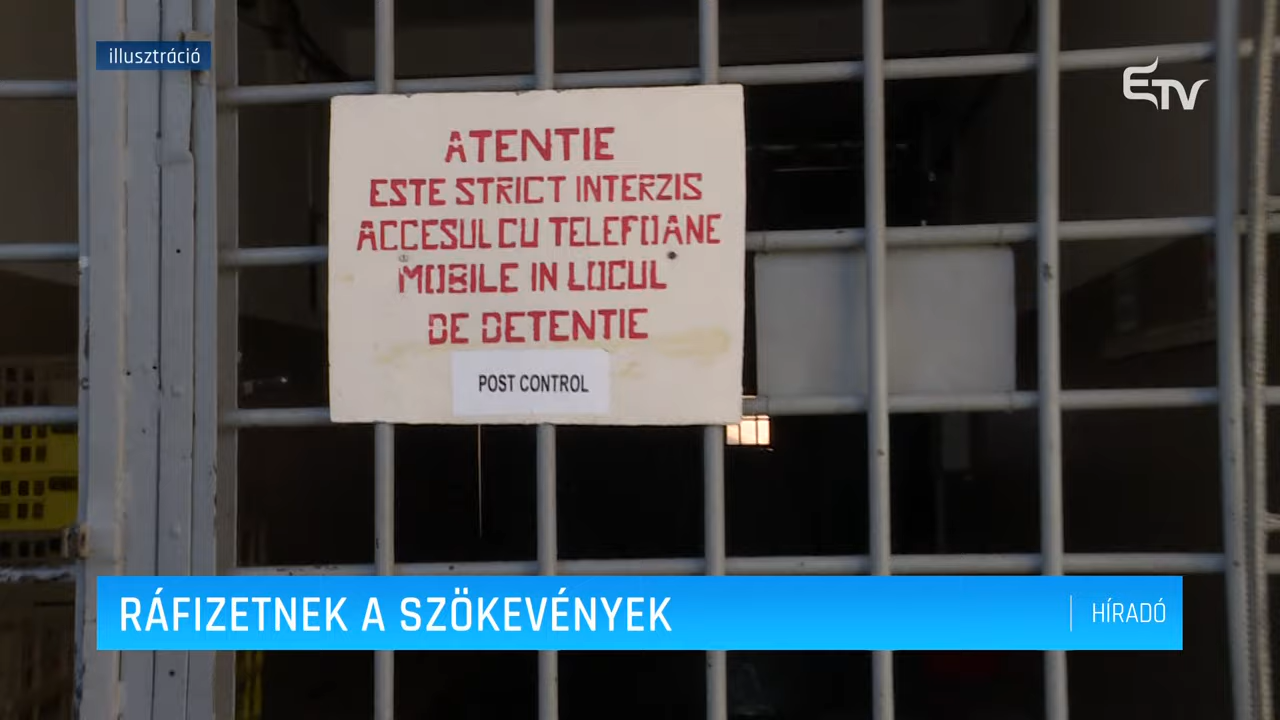 illusztráció
ETV
ATENTIE
ESTE STRICT INTERZIS
ACCESUL CU TELEFOANE
MOBILE IN LOCUL
DE DETENTIE
POST CONTROL
RÁFIZETNEK A SZÖKEVÉNYEK
HÍRADÓ